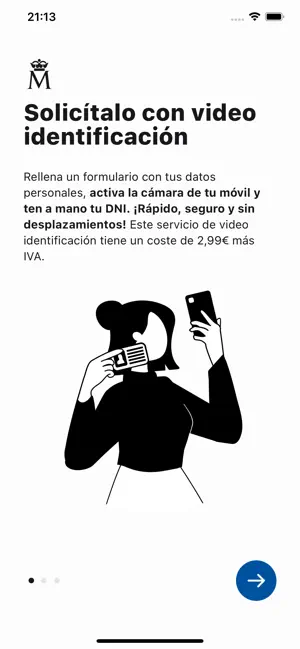 21:13
M
Solicítalo con video
identificación
Rellena un formulario con tus datos
personales, activa la cámara de tu móvil y
ten a mano tu DNI. ¡Rápido, seguro y sin
desplazamientos! Este servicio de video
identificación tiene un coste de 2,99€ más
IVA.